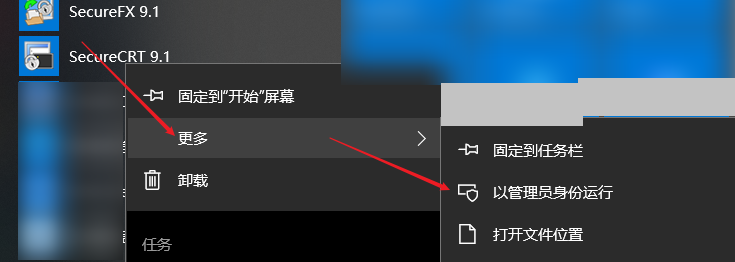 SecureFX 9.1
SecureCRT 9.1
固定到“开始”屏幕
更多
卸载
任务
固定到任务栏
以管理员身份运行
打开文件位置